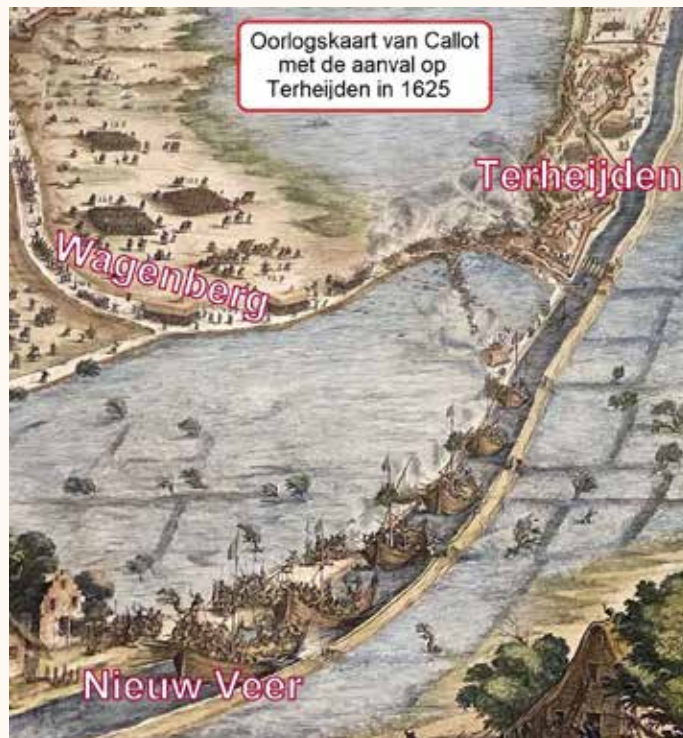 Oorlogskaart van Callot
met de aanval op
Terheijden in 1625
Terheijden
Wagenberg
Nieuw Veer